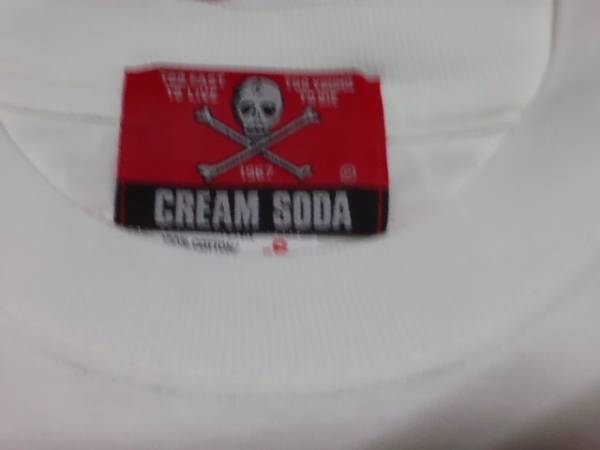 TOO FAST TOO YOUNG
TO LIVE TO DIE
1967 ©
CREAM SODA
100% COTTON